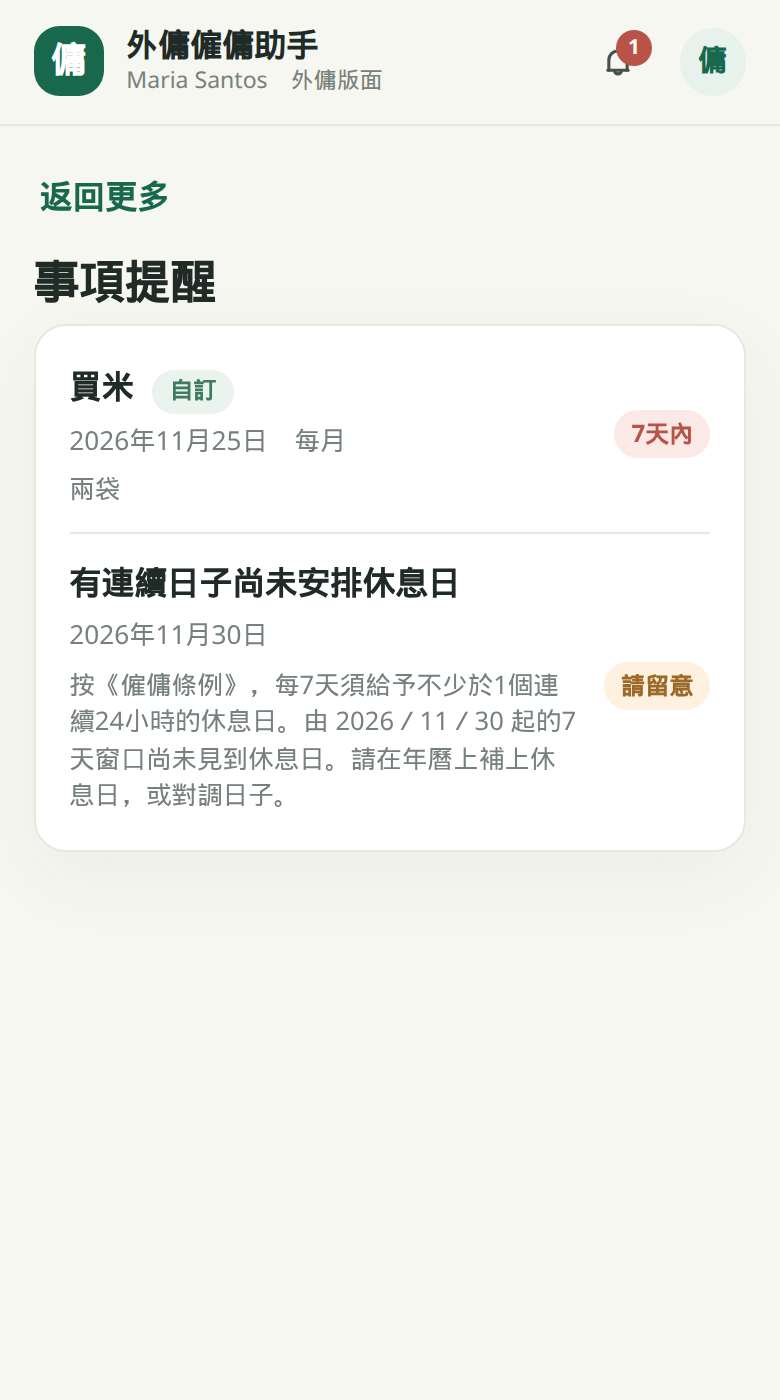 傭
外傭僱傭助手
Maria Santos 外傭版面
1
傭
返回更多
事項提醒
買米 自訂
2026年11月25日 每月
7天內
兩袋
有連續日子尚未安排休息日
2026年11月30日
按《僱傭條例》，每7天須給予不少於1個連
續24小時的休息日。由 2026 / 11 / 30 起的7
天窗口尚未見到休息日。請在年曆上補上休
息日，或對調日子。
請留意